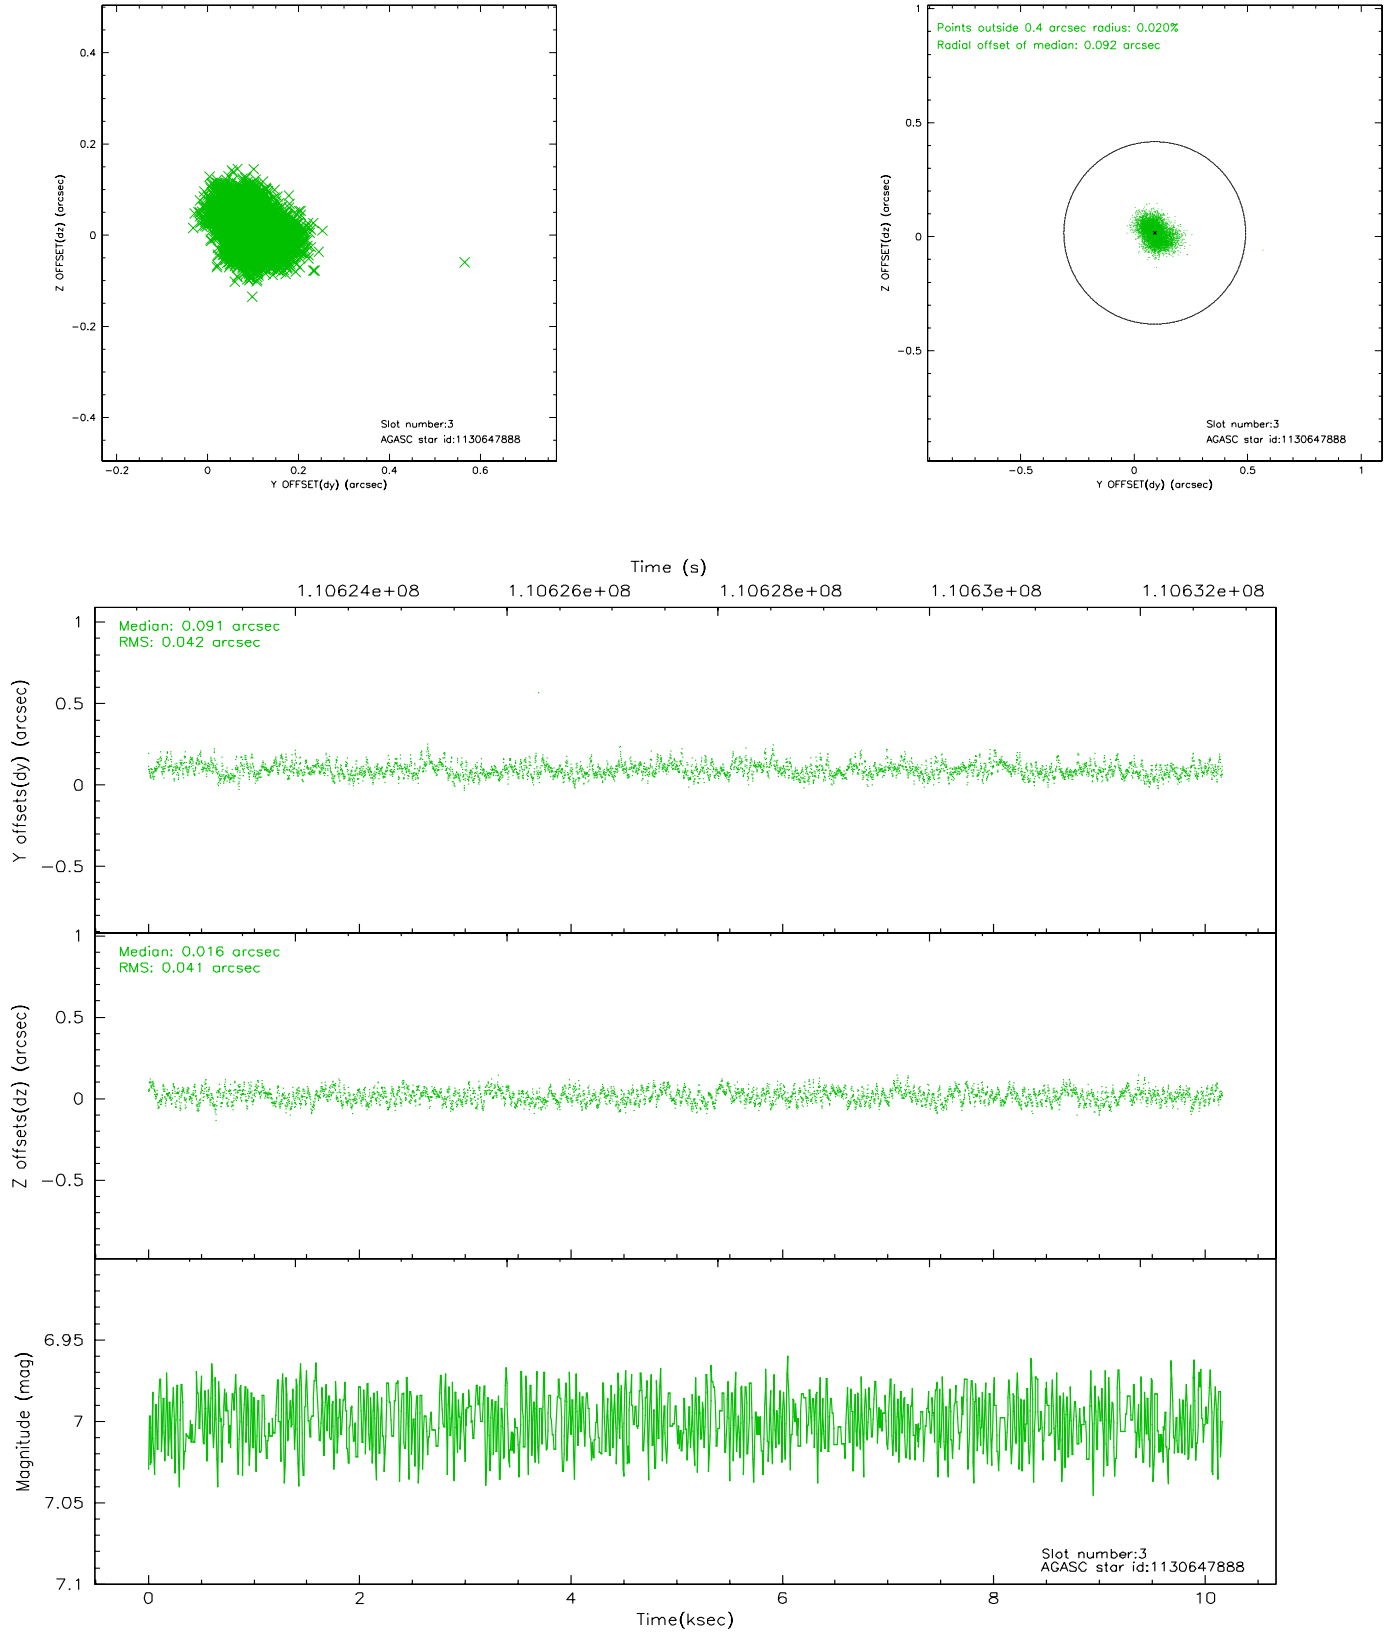 0.4
0.2
0
−0.2
−0.4
Z OFFSET(dz) (arcsec)
Slot number:3
AGASC star id:1130647888
−0.2 0 0.2 0.4 0.6
Y OFFSET(dy) (arcsec)
Points outside 0.4 arcsec radius: 0.020%
Radial offset of median: 0.092 arcsec
1
0.5
0
−0.5
Z OFFSET(dz) (arcsec)
Slot number:3
AGASC star id:1130647888
−0.5 0 0.5 1
Y OFFSET(dy) (arcsec)
Time (s)
1.10624e+08 1.10626e+08 1.10628e+08 1.1063e+08 1.10632e+08
Median: 0.091 arcsec
RMS: 0.042 arcsec
1
0.5
0
−0.5
Y offsets(dy) (arcsec)
Median: 0.016 arcsec
RMS: 0.041 arcsec
1
0.5
0
−0.5
Z offsets(dz) (arcsec)
6.95
7
7.05
7.1
Magnitude (mag)
Slot number:3
AGASC star id:1130647888
0 2 4 6 8 10
Time(ksec)